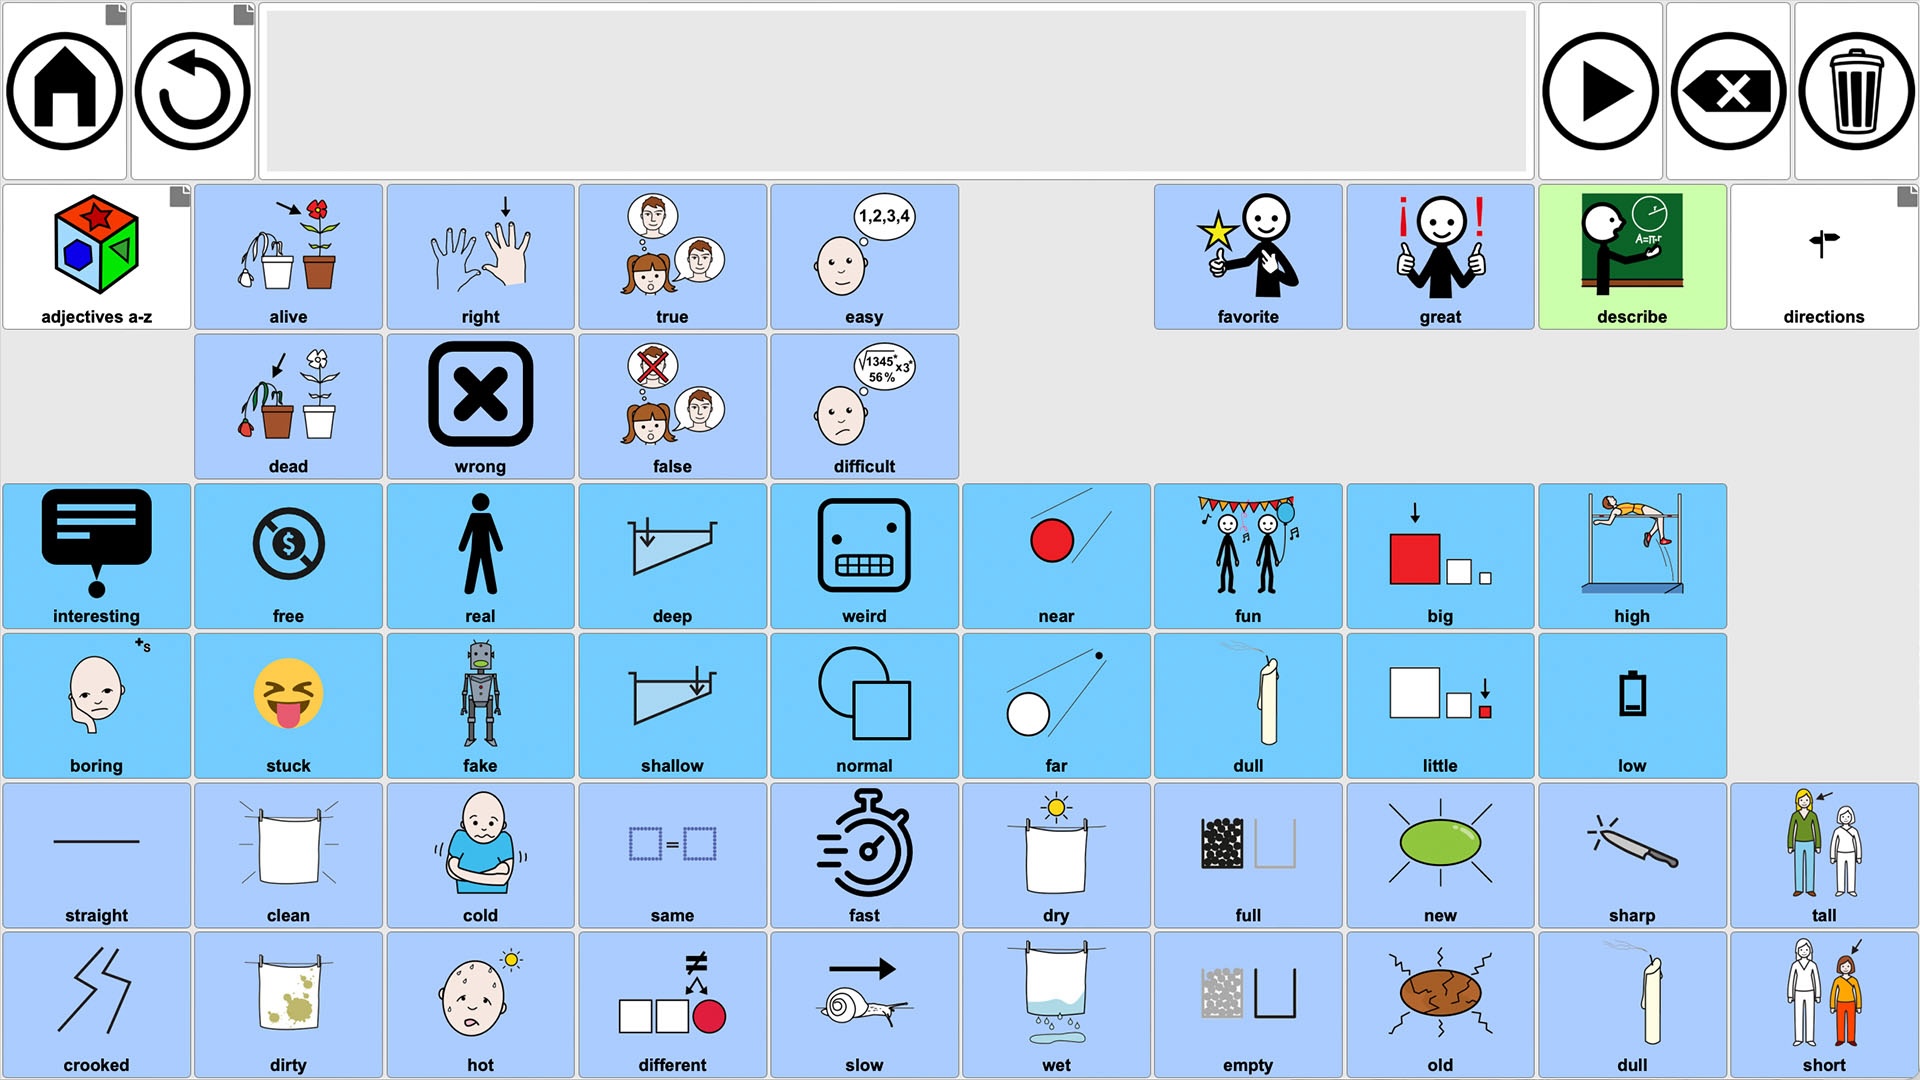 adjectives a-z
alive
right
true
1,2,3,4
easy
favorite
great
A=πr
describe
directions
dead
wrong
false
√1345* x3*
56%
difficult
interesting
$
free
real
deep
weird
near
fun
big
high
+s
boring
stuck
fake
shallow
normal
far
dull
little
low
straight
clean
cold
=
same
fast
dry
full
new
sharp
tall
crooked
dirty
hot
≠
different
slow
wet
empty
old
dull
short